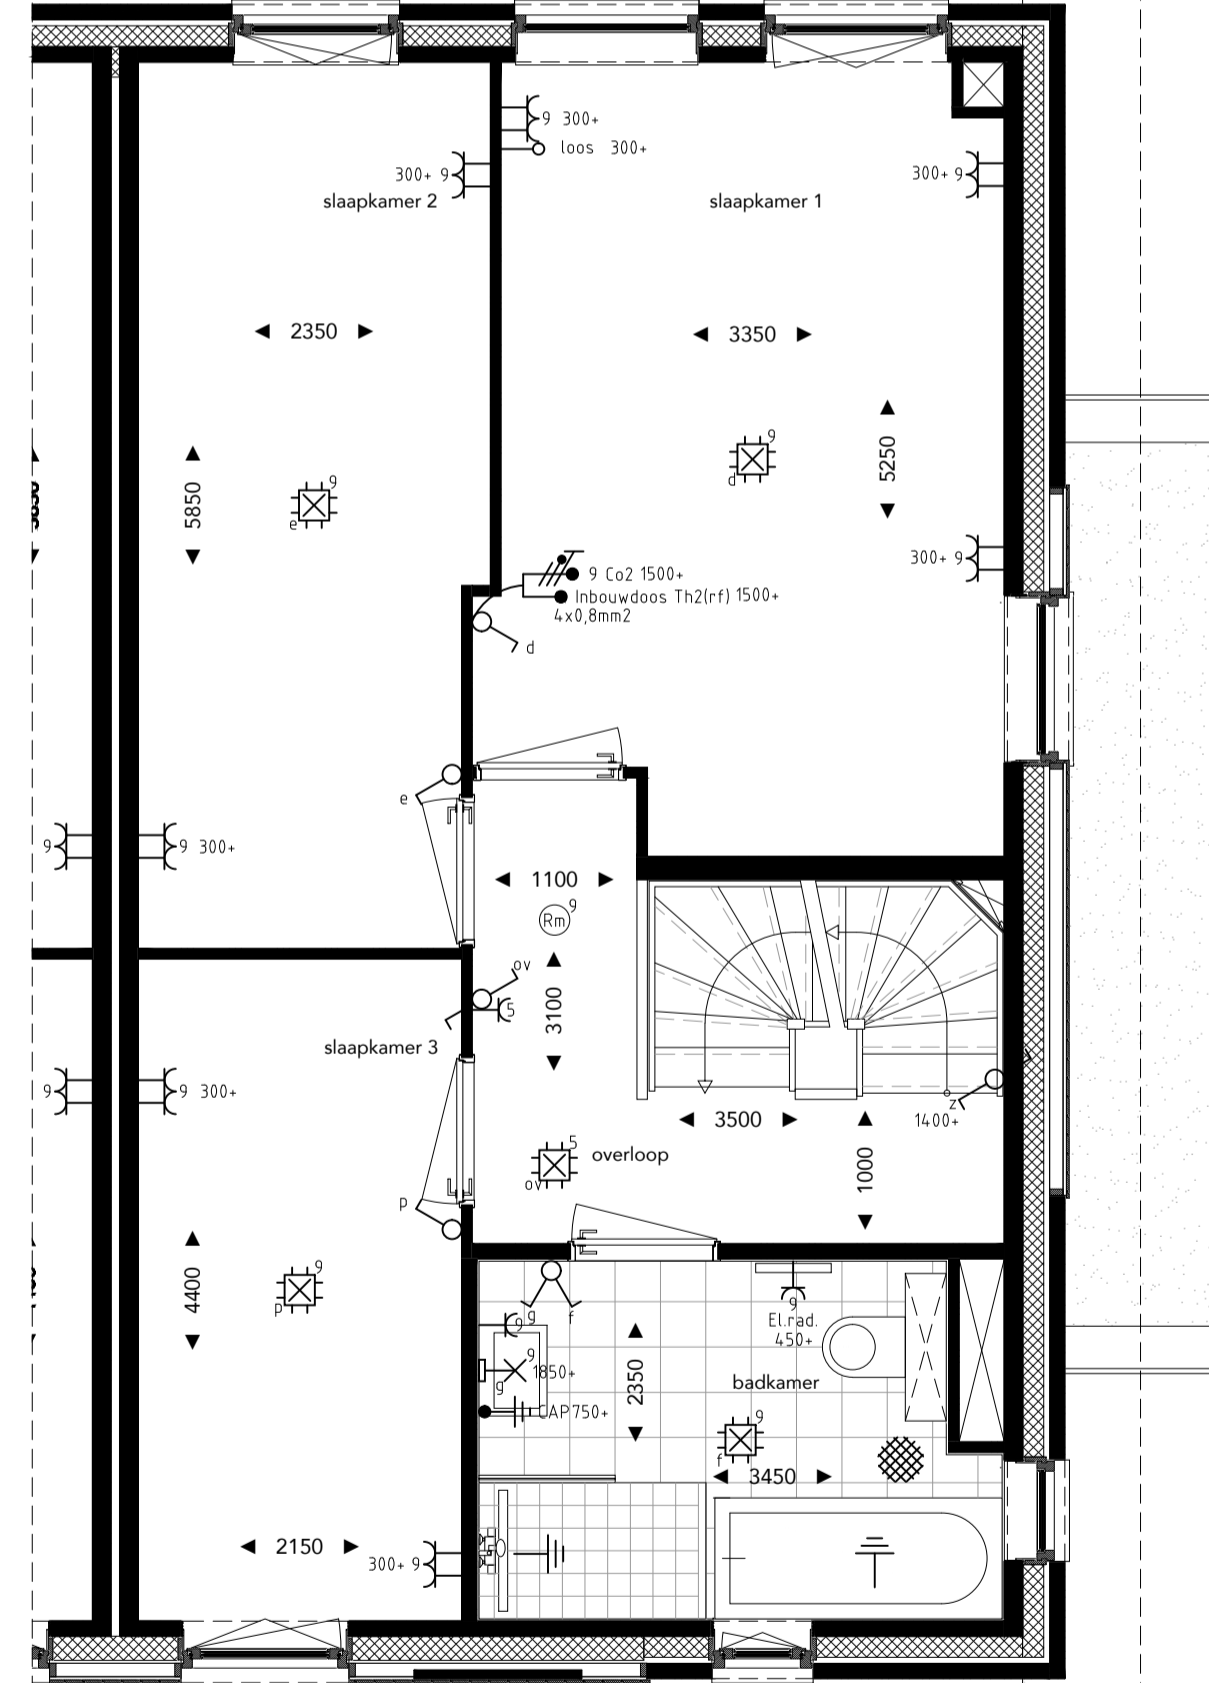 9 300+
loos 300+
300+ 9
300+ 9
slaapkamer 2
slaapkamer 1
2350
3350
9
d
5250
9
e
5850
300+ 9
9 Co2 1500+
Inbouwdoos Th2(rf) 1500+
4x0,8mm2
d
e
9
9 300+
1100
Rm 9
ov
5
3100
slaapkamer 3
9
9 300+
z
1400+
3500
overloop
5
ov
1000
p
9
p
4400
g
f
9
9
El.rad.
450+
9
1850+
g
CAP 750+
2350
badkamer
9
f
3450
2150
300+ 9